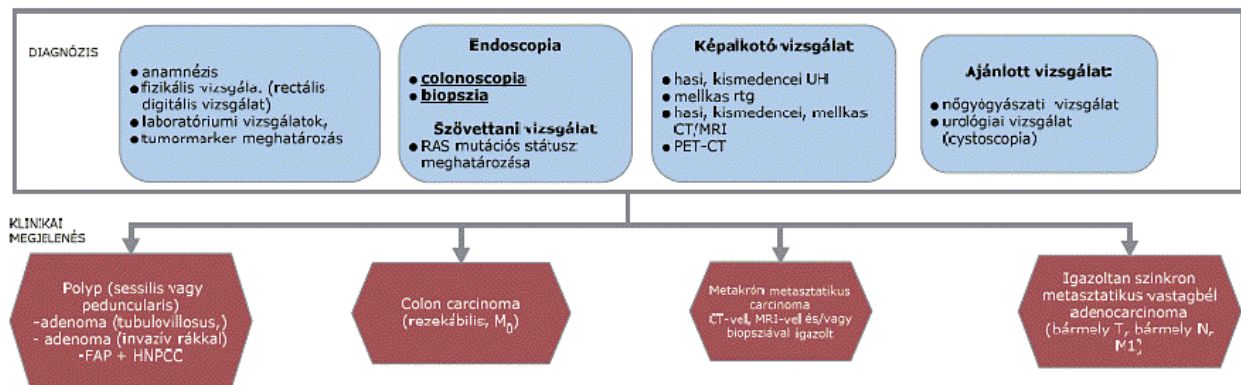 DIAGNÓZIS
● anamnézis
● fizikális vizsgála. (rectális
digitális vizsgálat)
● laboratóriumi vizsgálatok,
● tumormarker meghatározás
Endoscopia
● colonoscopia
● biopszia
Szövettani vizsgálat
● RAS mutációs státusz
meghatározása
Képalkotó vizsgálat
● hasi, kismedencei UH
● mellkas rtg
● hasi, kismedencei, mellkas
CT/MRI
● PET-CT
Ajánlott vizsgálat:
● nőgyógyászati vizsgálat
● urológiai vizsgálat
(cystoscopia)
KLINIKAI
MEGJELENÉS
Polyp (sessilis vagy
peduncularis)
-adenoma (tubulovillosus,)
- adenoma (invazív rákkal)
-FAP + HNPCC
Colon carcinoma
(rezekábilis, M0)
Metakrón metasztatikus
carcinoma
CT-vel, MRI-vel és/vagy
biopsziával igazolt
Igazoltan szinkron
metasztatikus vastagbél
adenocarcinoma
(bármely T, bármely N,
M1)